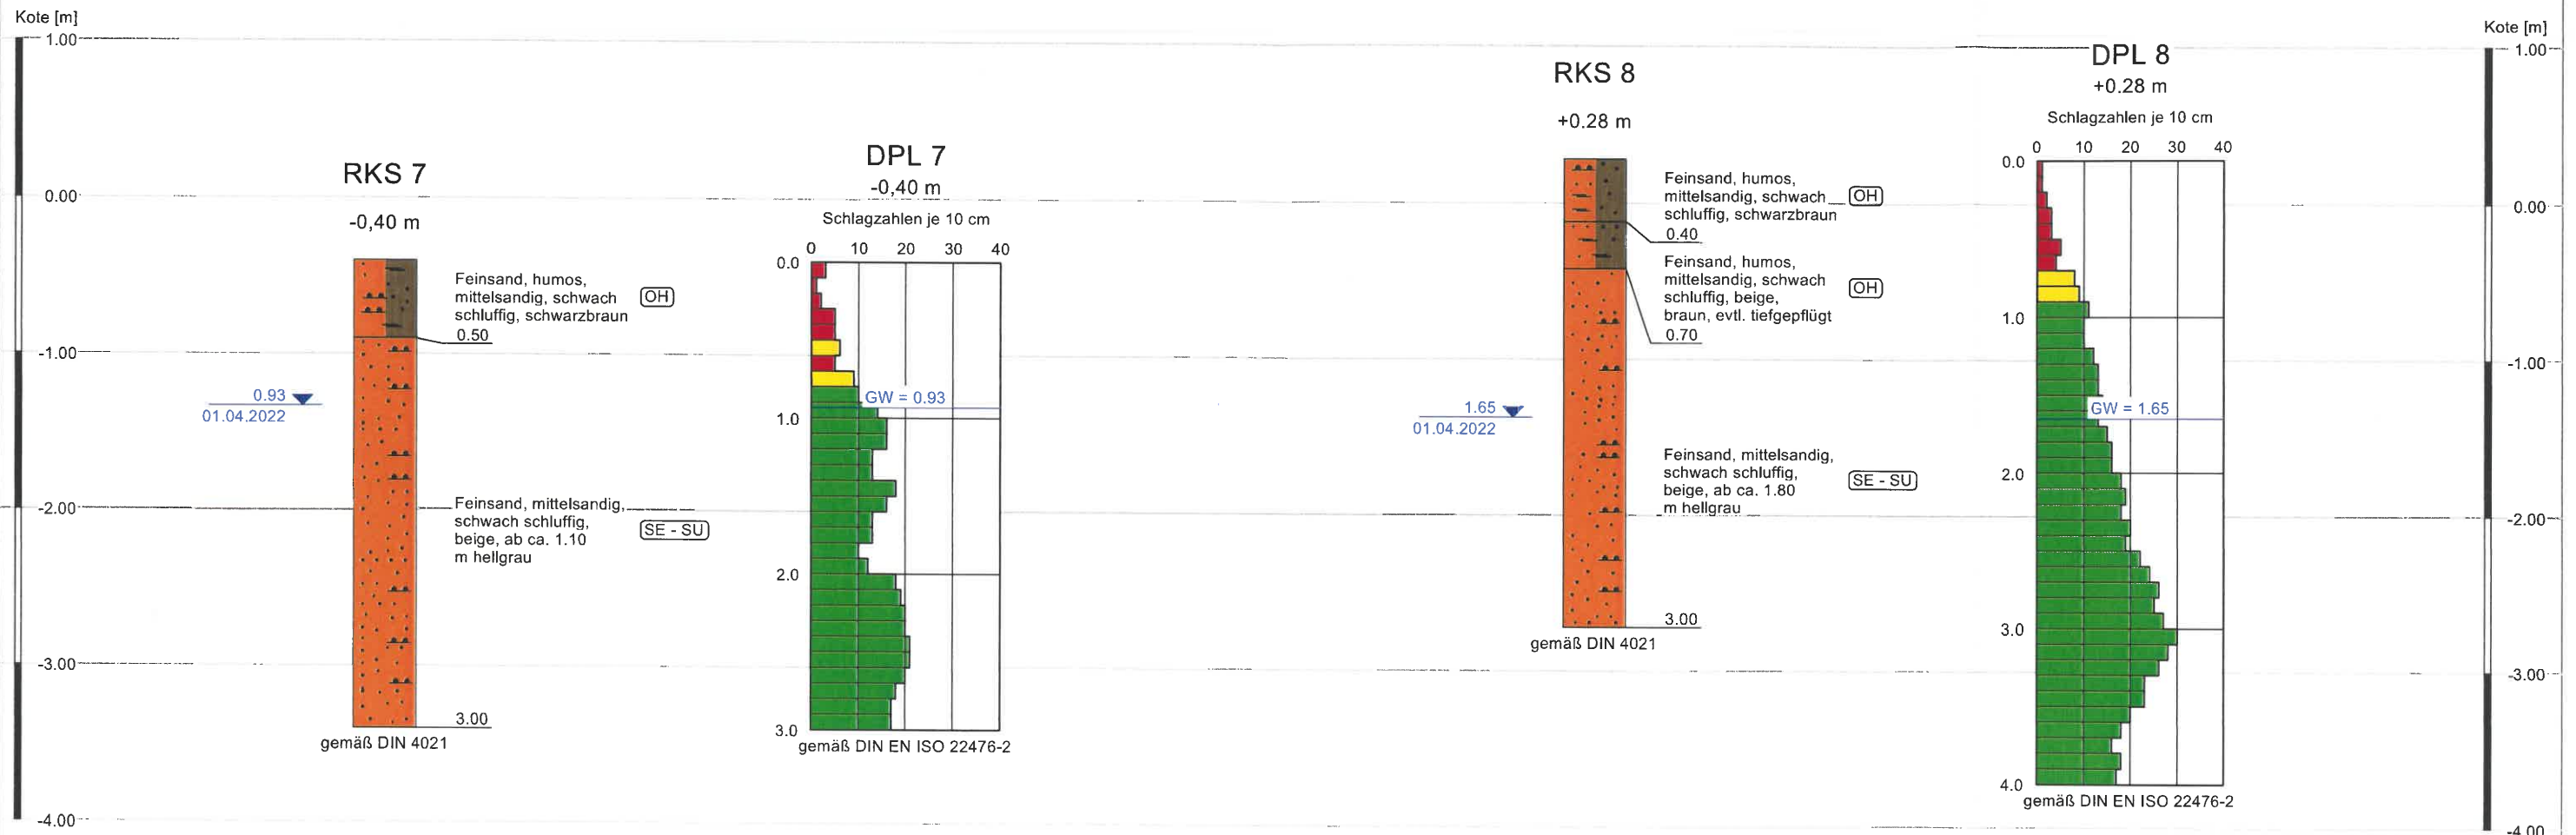 Kote [m]
1.00
0.00
-1.00
-2.00
-3.00
-4.00
RKS 7
-0,40 m
Feinsand, humos,
mittelsandig, schwach
schluffig, schwarzbraun
OH
0.50
0.93
01.04.2022
Feinsand, mittelsandig,
schwach schluffig,
beige, ab ca. 1.10
m hellgrau
SE - SU
3.00
gemäß DIN 4021
DPL 7
-0,40 m
Schlagzahlen je 10 cm
0 10 20 30 40
0.0
GW = 0.93
1.0
2.0
3.0
gemäß DIN EN ISO 22476-2
RKS 8
+0.28 m
Feinsand, humos,
mittelsandig, schwach
schluffig, schwarzbraun
OH
0.40
Feinsand, humos,
mittelsandig, schwach
schluffig, beige,
braun, evtl. tiefgepflügt
OH
0.70
1.65
01.04.2022
Feinsand, mittelsandig,
schwach schluffig,
beige, ab ca. 1.80
m hellgrau
SE - SU
3.00
gemäß DIN 4021
DPL 8
+0.28 m
Schlagzahlen je 10 cm
0 10 20 30 40
0.0
1.0
GW = 1.65
2.0
3.0
4.0
gemäß DIN EN ISO 22476-2
Kote [m]
1.00
0.00
-1.00
-2.00
-3.00
-4.00